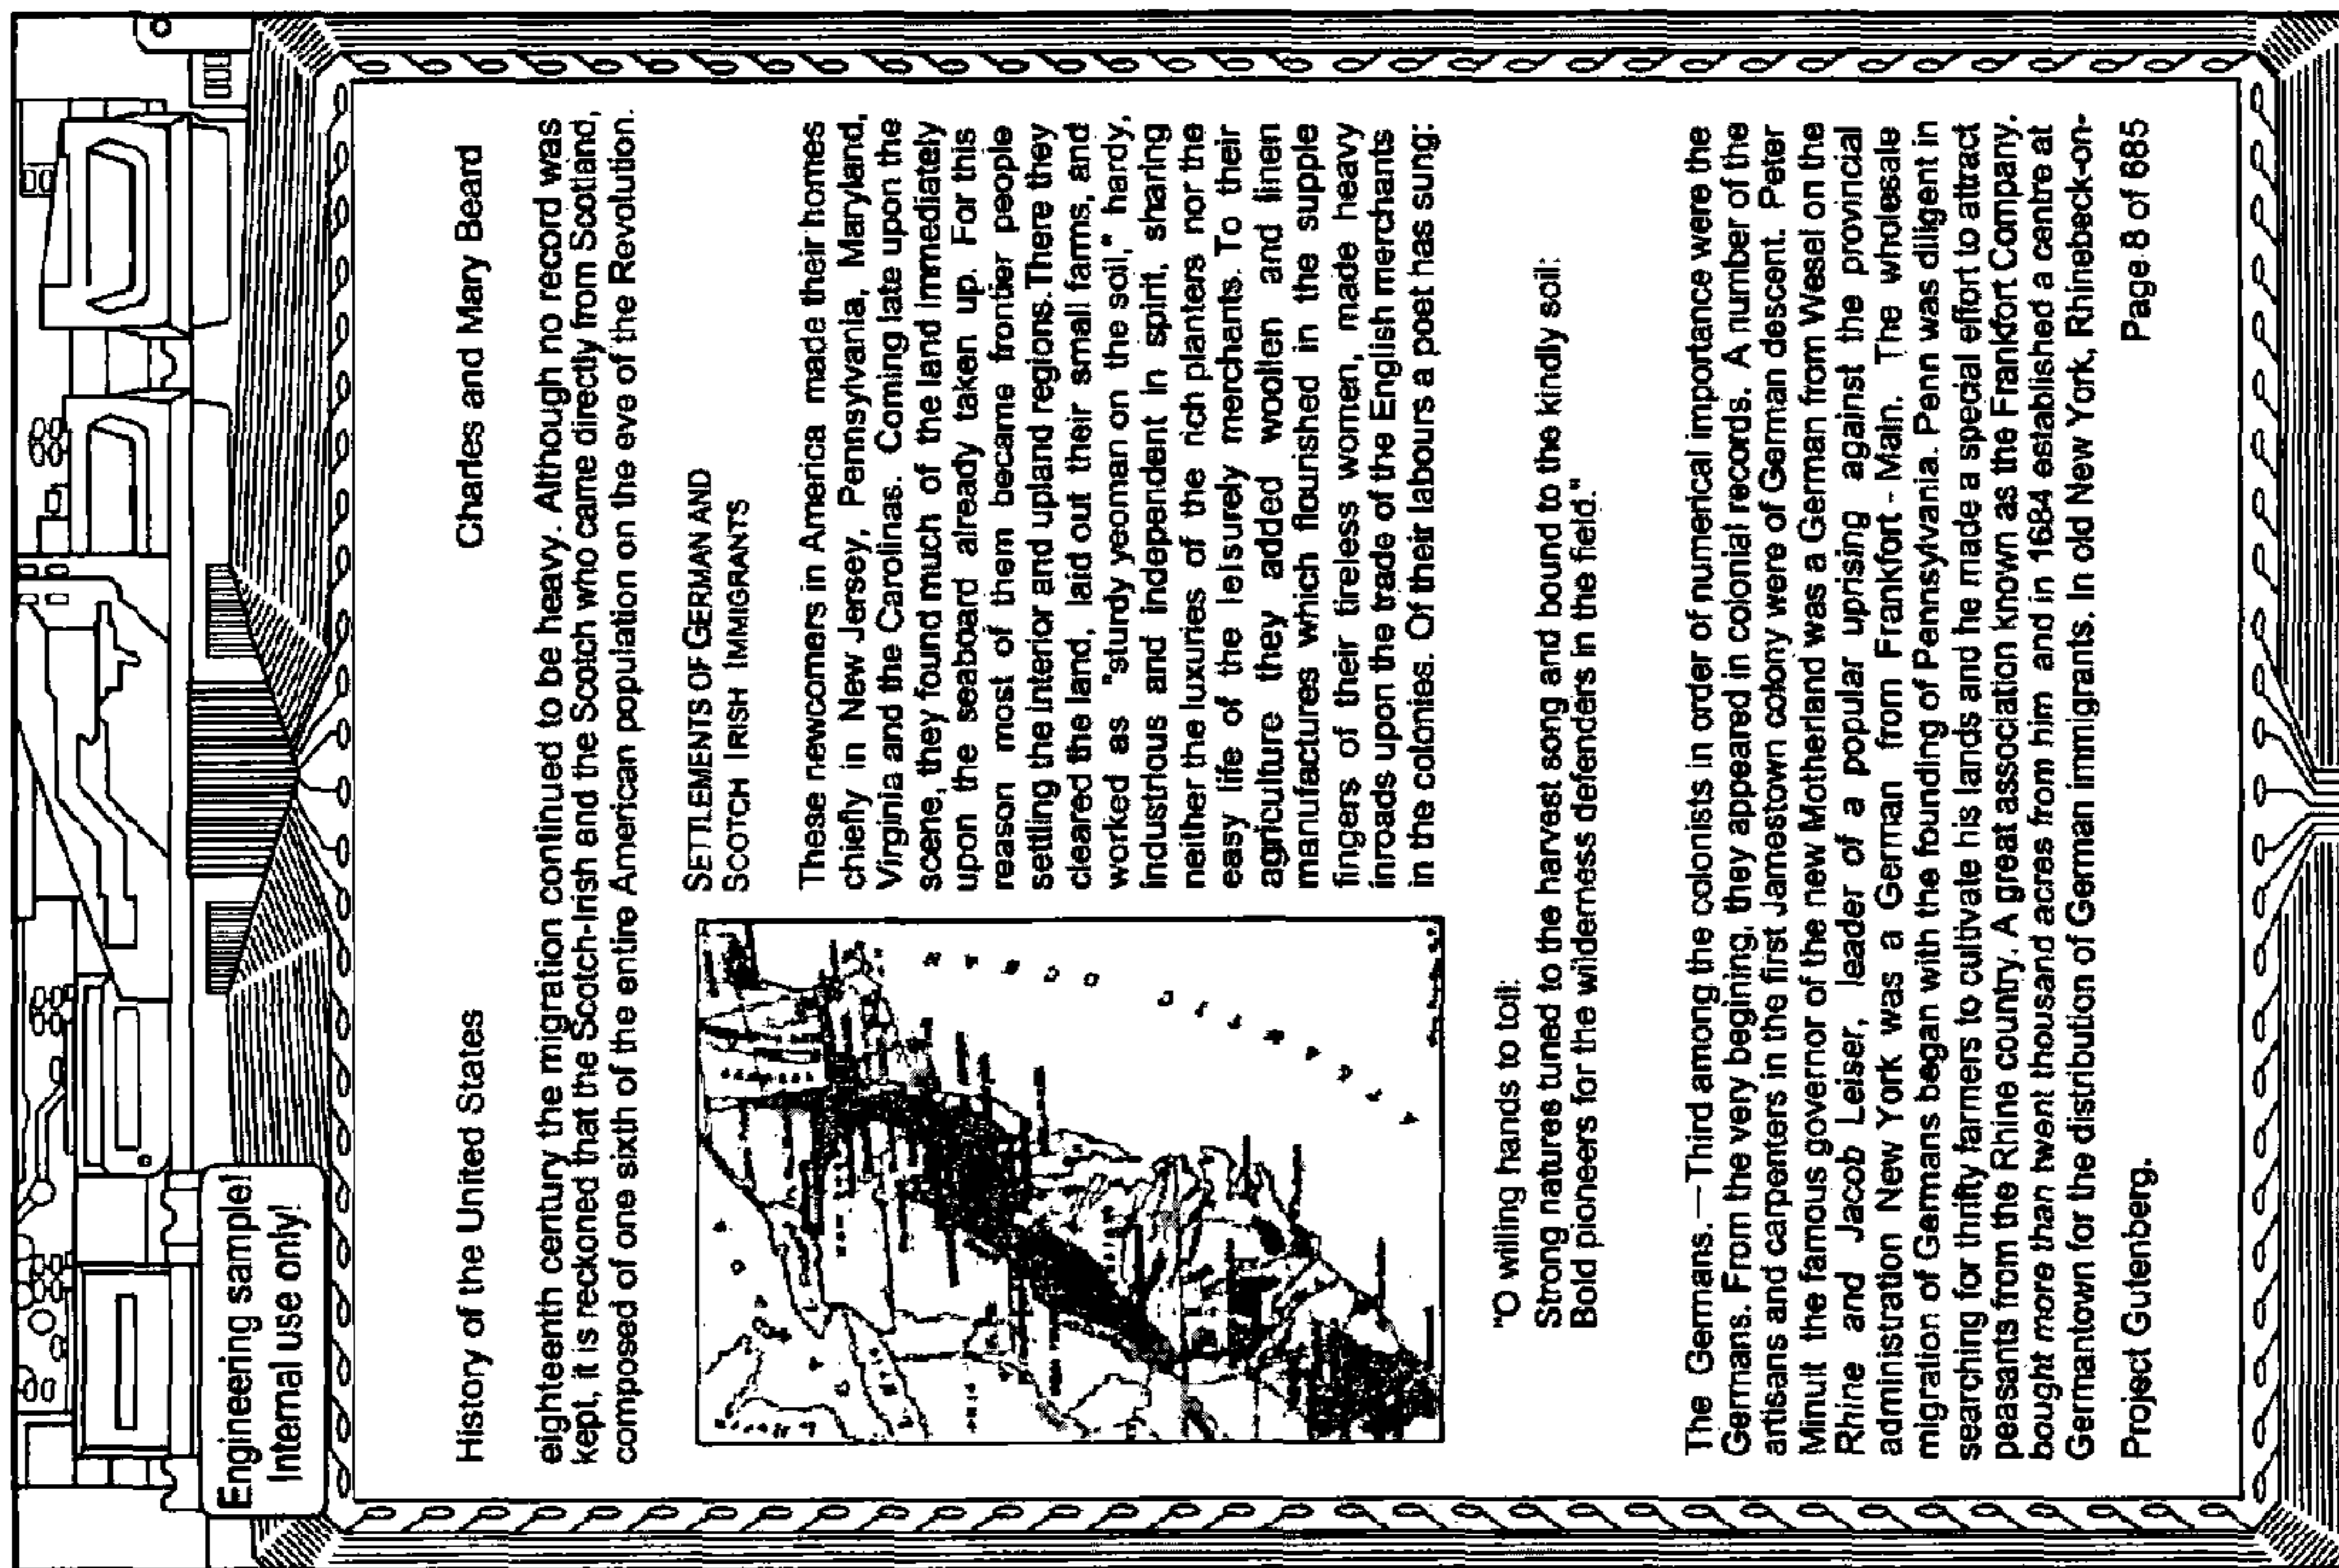 Engineering sample!
Internal use only!
History of the United States
Charles and Mary Beard
eighteenth century the migration continued to be heavy. Although no record was
kept, it is reckoned that the Scotch-Irish and the Scotch who came directly from Scotland,
composed of one sixth of the entire American population on the eve of the Revolution.
SETTLEMENTS OF GERMAN AND
SCOTCH IRISH IMMIGRANTS
These newcomers in America made their homes
chiefly in New Jersey, Pennsylvania, Maryland,
Virginia and the Carolinas. Coming late upon the
scene, they found much of the land immediately
upon the seaboard already taken up. For this
reason most of them became frontier people
settling the interior and upland regions. There they
cleared the land, laid out their small farms, and
worked as "sturdy yeoman on the soil," hardy,
industrious and independent in spirit, sharing
neither the luxuries of the rich planters nor the
easy life of the leisurely merchants. To their
agriculture they added woollen and linen
manufactures which flourished in the supple
fingers of their tireless women, made heavy
inroads upon the trade of the English merchants
in the colonies. Of their labours a poet has sung:
"O willing hands to toil:
Strong natures tuned to the harvest song and bound to the kindly soil:
Bold pioneers for the wilderness defenders in the field."
The Germans.—Third among the colonists in order of numerical importance were the
Germans. From the very begining, they appeared in colonial records. A number of the
artisans and carpenters in the first Jamestown colony were of German descent. Peter
Minuit the famous governor of the new Motherland was a German from Wesel on the
Rhine and Jacob Leiser, leader of a popular uprising against the provincial
administration New York was a German from Frankfort - Main. The wholesale
migration of Germans began with the founding of Pennsylvania. Penn was diligent in
searching for thrifty farmers to cultivate his lands and he made a special effort to attract
peasants from the Rhine country. A great association known as the Frankfort Company.
bought more than twent thousand acres from him and in 1684 established a centre at
Germantown for the distribution of German immigrants. In old New York, Rhinebeck-on-
Project Gutenberg.
Page 8 of 685